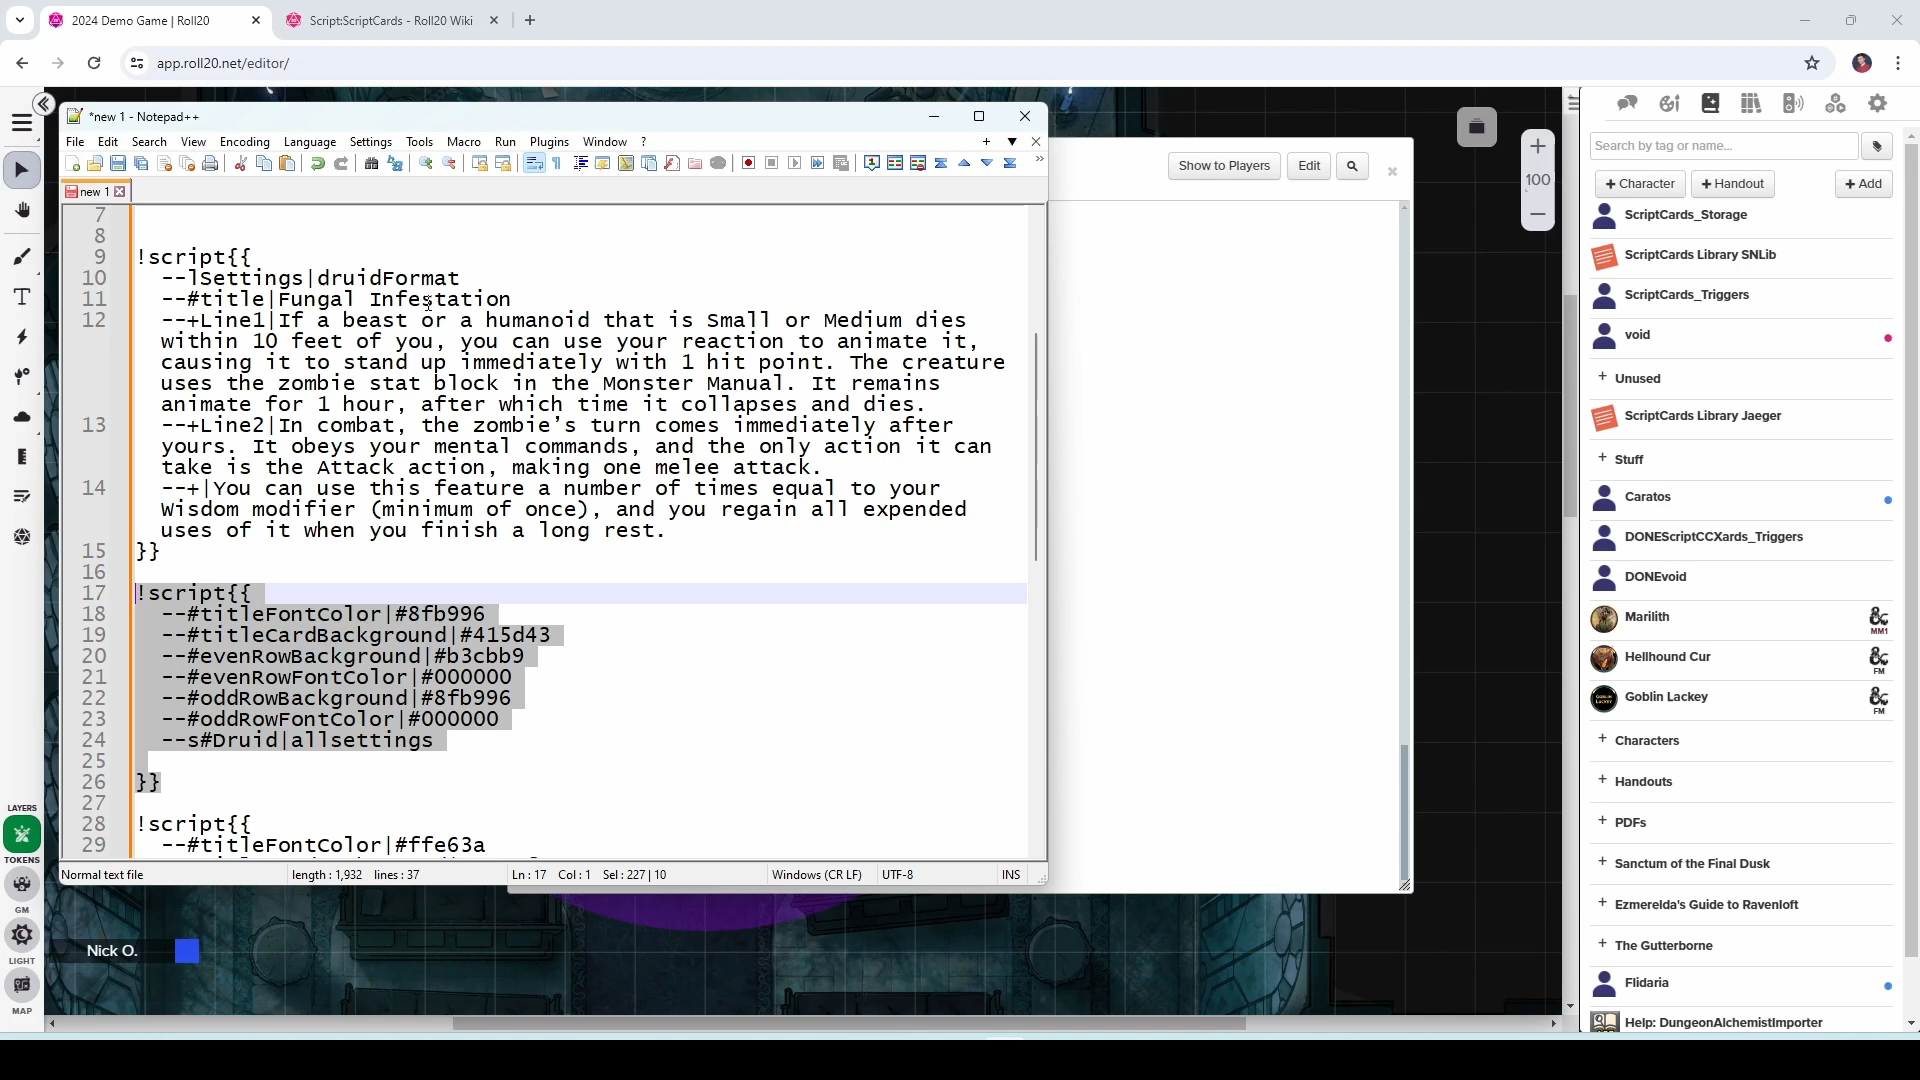 2024 Demo Game | Roll20
Script:ScriptCards - Roll20 Wiki
app.roll20.net/editor/
*new 1 - Notepad++
File Edit Search View Encoding Language Settings Tools Macro Run Plugins Window ?
new 1
7
8
9 !script{{
10 --lSettings|druidFormat
11 --#title|Fungal Infestation
12 --+Line1|If a beast or a humanoid that is Small or Medium dies
within 10 feet of you, you can use your reaction to animate it,
causing it to stand up immediately with 1 hit point. The creature
uses the zombie stat block in the Monster Manual. It remains
animate for 1 hour, after which time it collapses and dies.
13 --+Line2|In combat, the zombie’s turn comes immediately after
yours. It obeys your mental commands, and the only action it can
take is the Attack action, making one melee attack.
14 --+|You can use this feature a number of times equal to your
Wisdom modifier (minimum of once), and you regain all expended
uses of it when you finish a long rest.
15 }}
16
17 !script{{
18 --#titleFontColor|#8fb996
19 --#titleCardBackground|#415d43
20 --#evenRowBackground|#b3cbb9
21 --#evenRowFontColor|#000000
22 --#oddRowBackground|#8fb996
23 --#oddRowFontColor|#000000
24 --s#Druid|allsettings
25
26 }}
27
28 !script{{
29 --#titleFontColor|#ffe63a
Normal text file length : 1,932 lines : 37 Ln : 17 Col : 1 Sel : 227 | 10 Windows (CR LF) UTF-8 INS
Show to Players Edit
100
LAYERS
TOKENS
GM
LIGHT
MAP
Nick O.
Search by tag or name...
+ Character + Handout + Add
ScriptCards_Storage
ScriptCards Library SNLib
ScriptCards_Triggers
void
+ Unused
ScriptCards Library Jaeger
+ Stuff
Caratos
DONEScriptCCXards_Triggers
DONEvoid
Marilith
MM1
Hellhound Cur
FM
Goblin Lackey
FM
+ Characters
+ Handouts
+ PDFs
+ Sanctum of the Final Dusk
+ Ezmerelda's Guide to Ravenloft
+ The Gutterborne
Flidaria
Help: DungeonAlchemistImporter